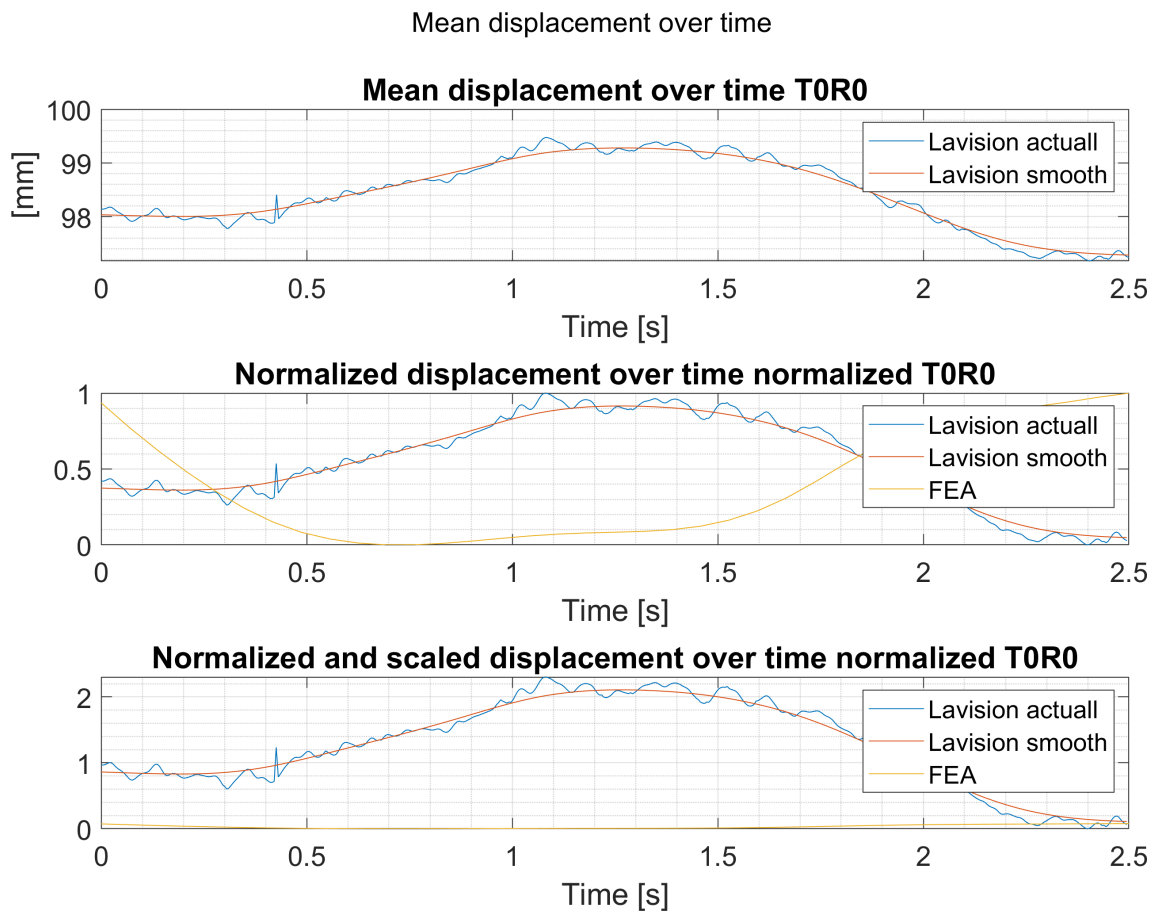 Mean displacement over time
Mean displacement over time T0R0
100
99
98
[mm]
Lavision actuall
Lavision smooth
0 0.5 1 1.5 2 2.5
Time [s]
Normalized displacement over time normalized T0R0
1
0.5
0
Lavision actuall
Lavision smooth
FEA
0 0.5 1 1.5 2 2.5
Time [s]
Normalized and scaled displacement over time normalized T0R0
2
1
0
Lavision actuall
Lavision smooth
FEA
0 0.5 1 1.5 2 2.5
Time [s]